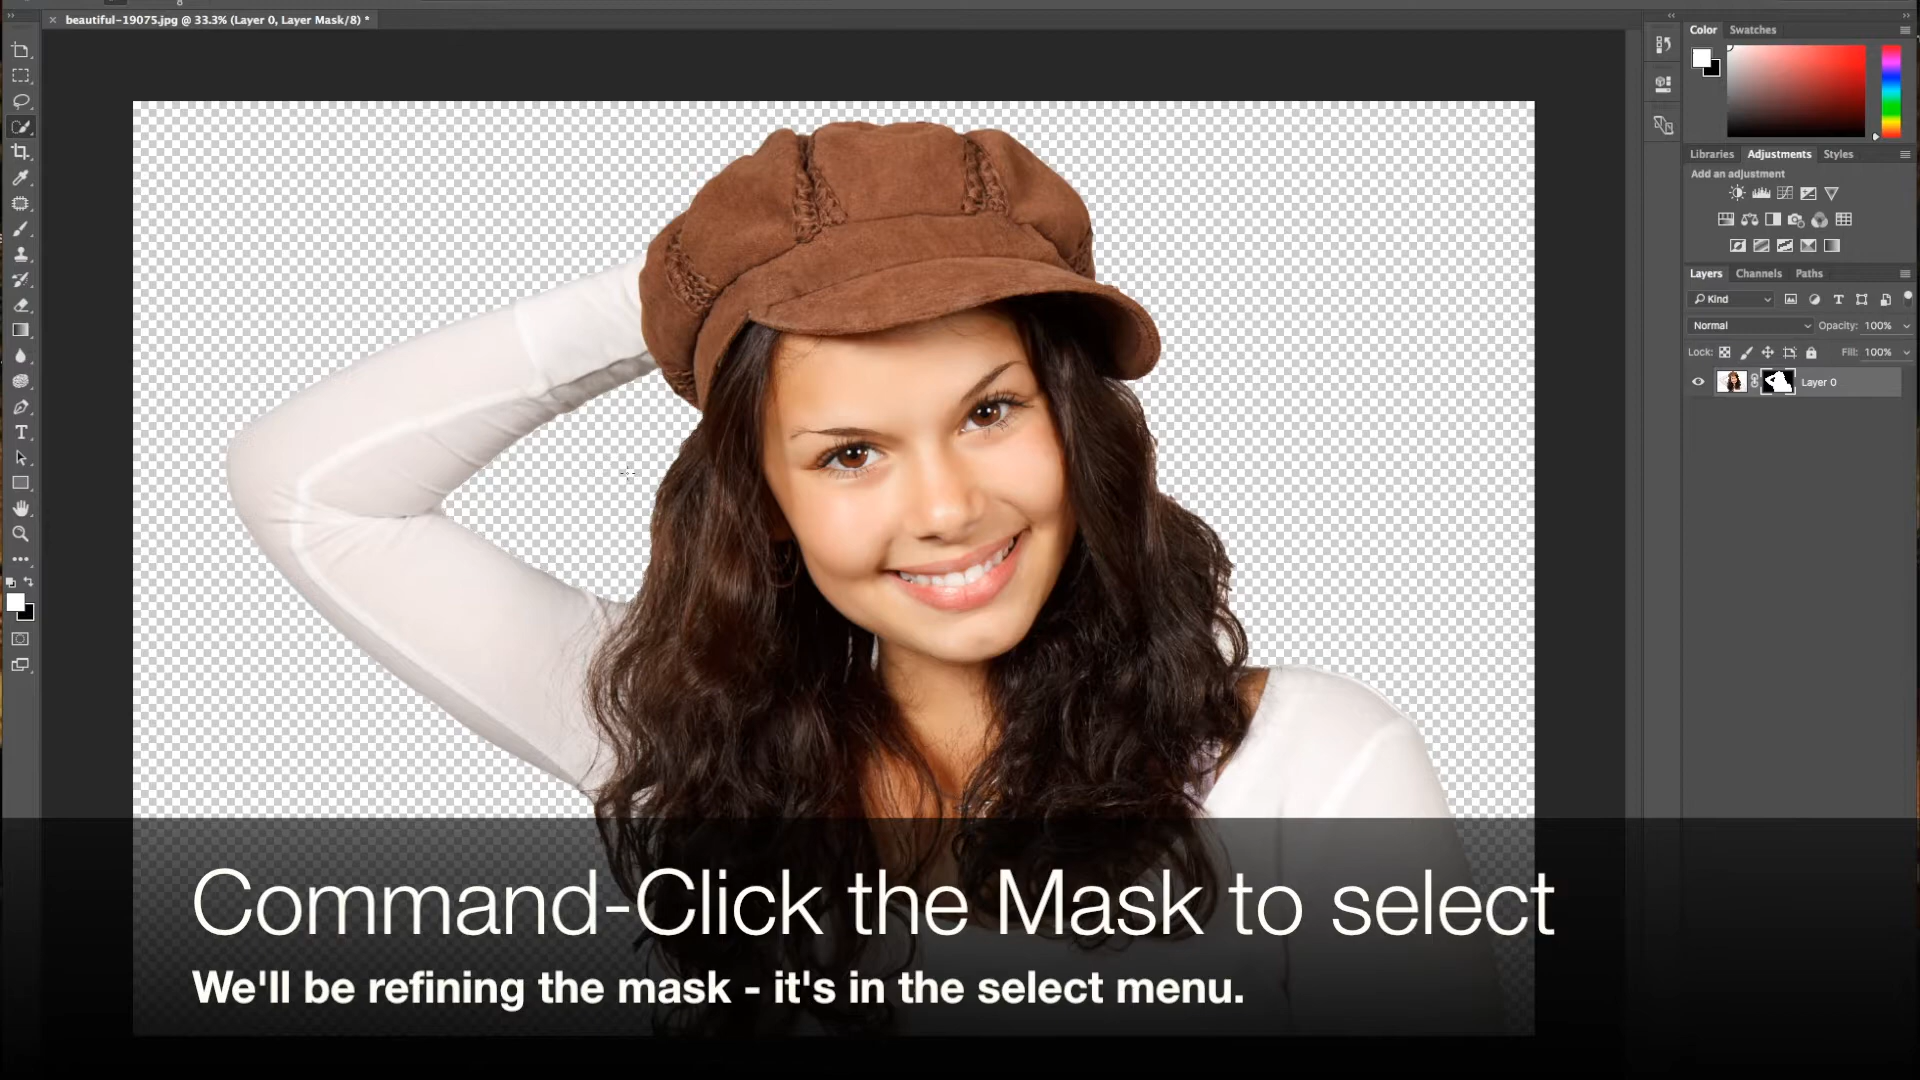 beautiful-19075.jpg @ 33.3% (Layer 0, Layer Mask/8) *
Color Swatches
Libraries Adjustments Styles
Add an adjustment
Layers Channels Paths
Kind
Normal Opacity: 100%
Lock: Fill: 100%
Layer 0
Command-Click the Mask to select
We'll be refining the mask - it's in the select menu.